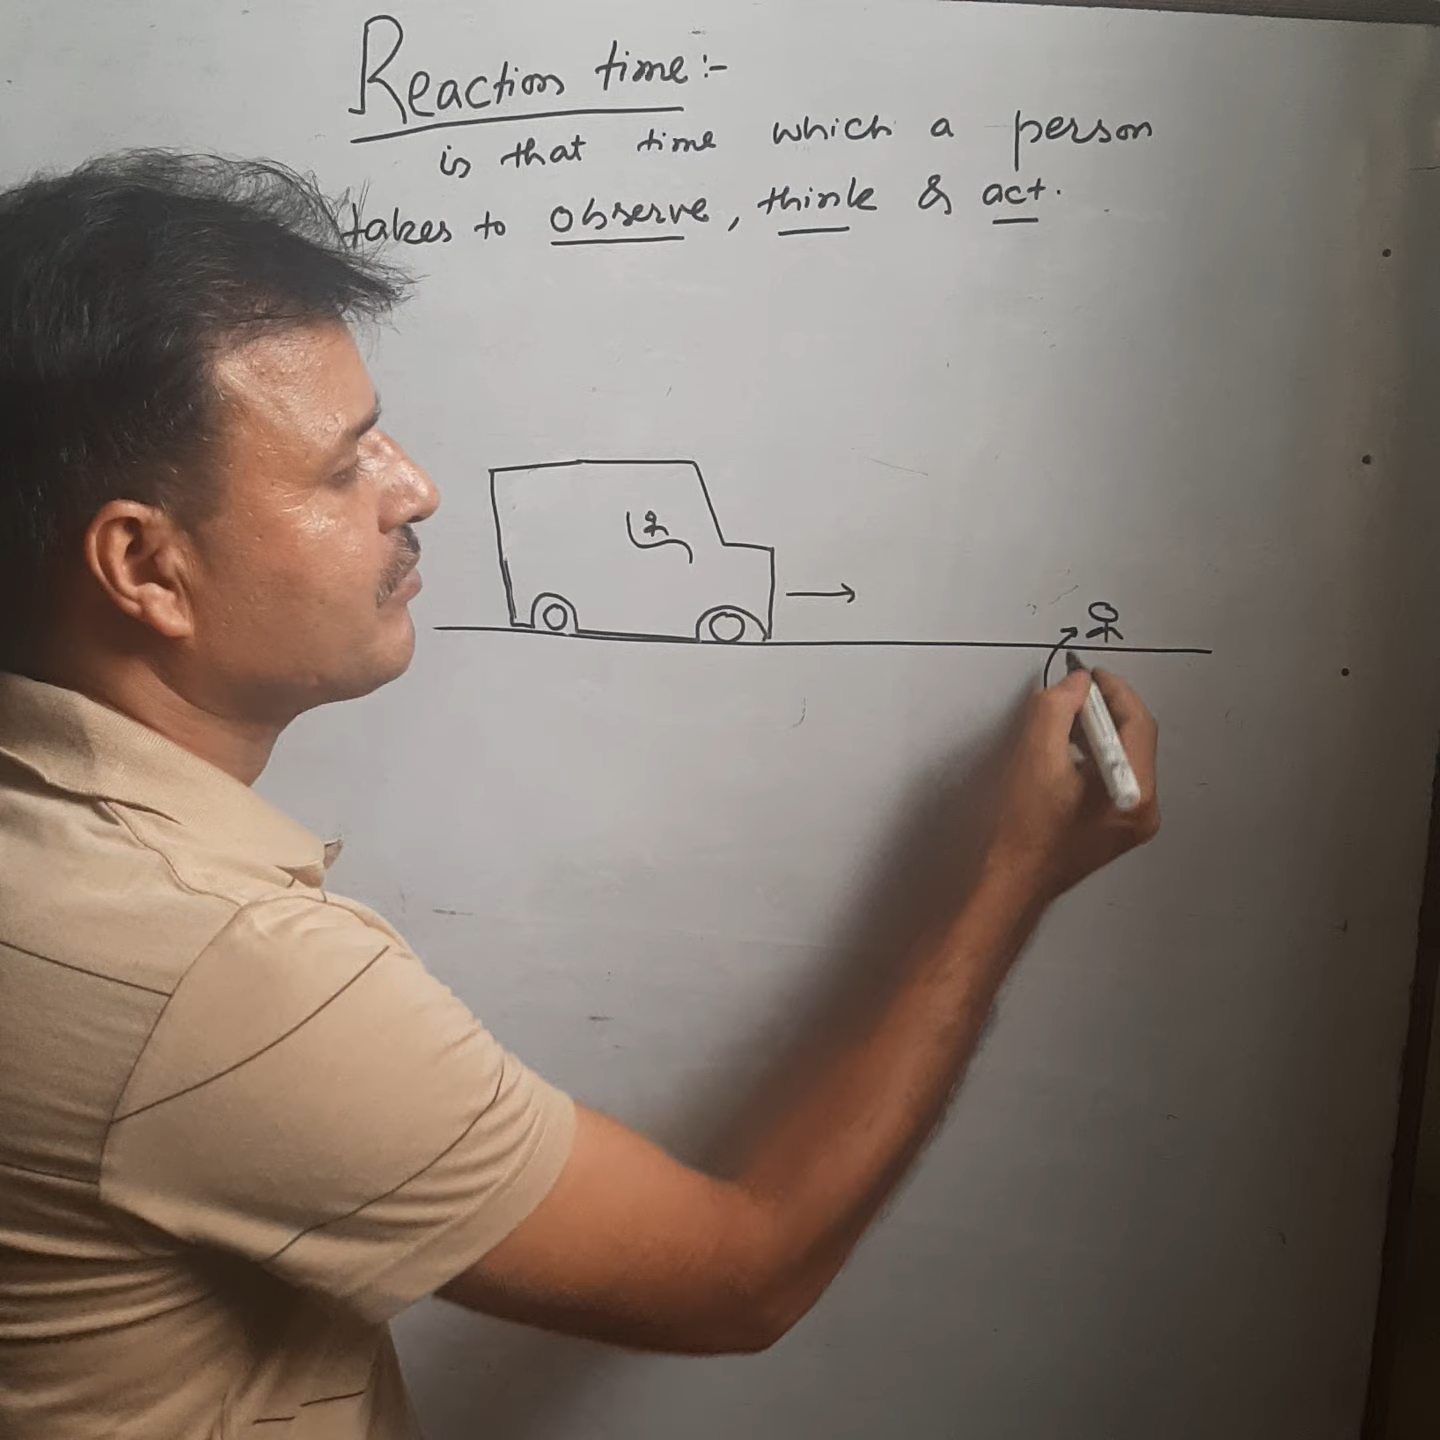 Reaction time:-
is that time which a person
takes to observe, think & act.